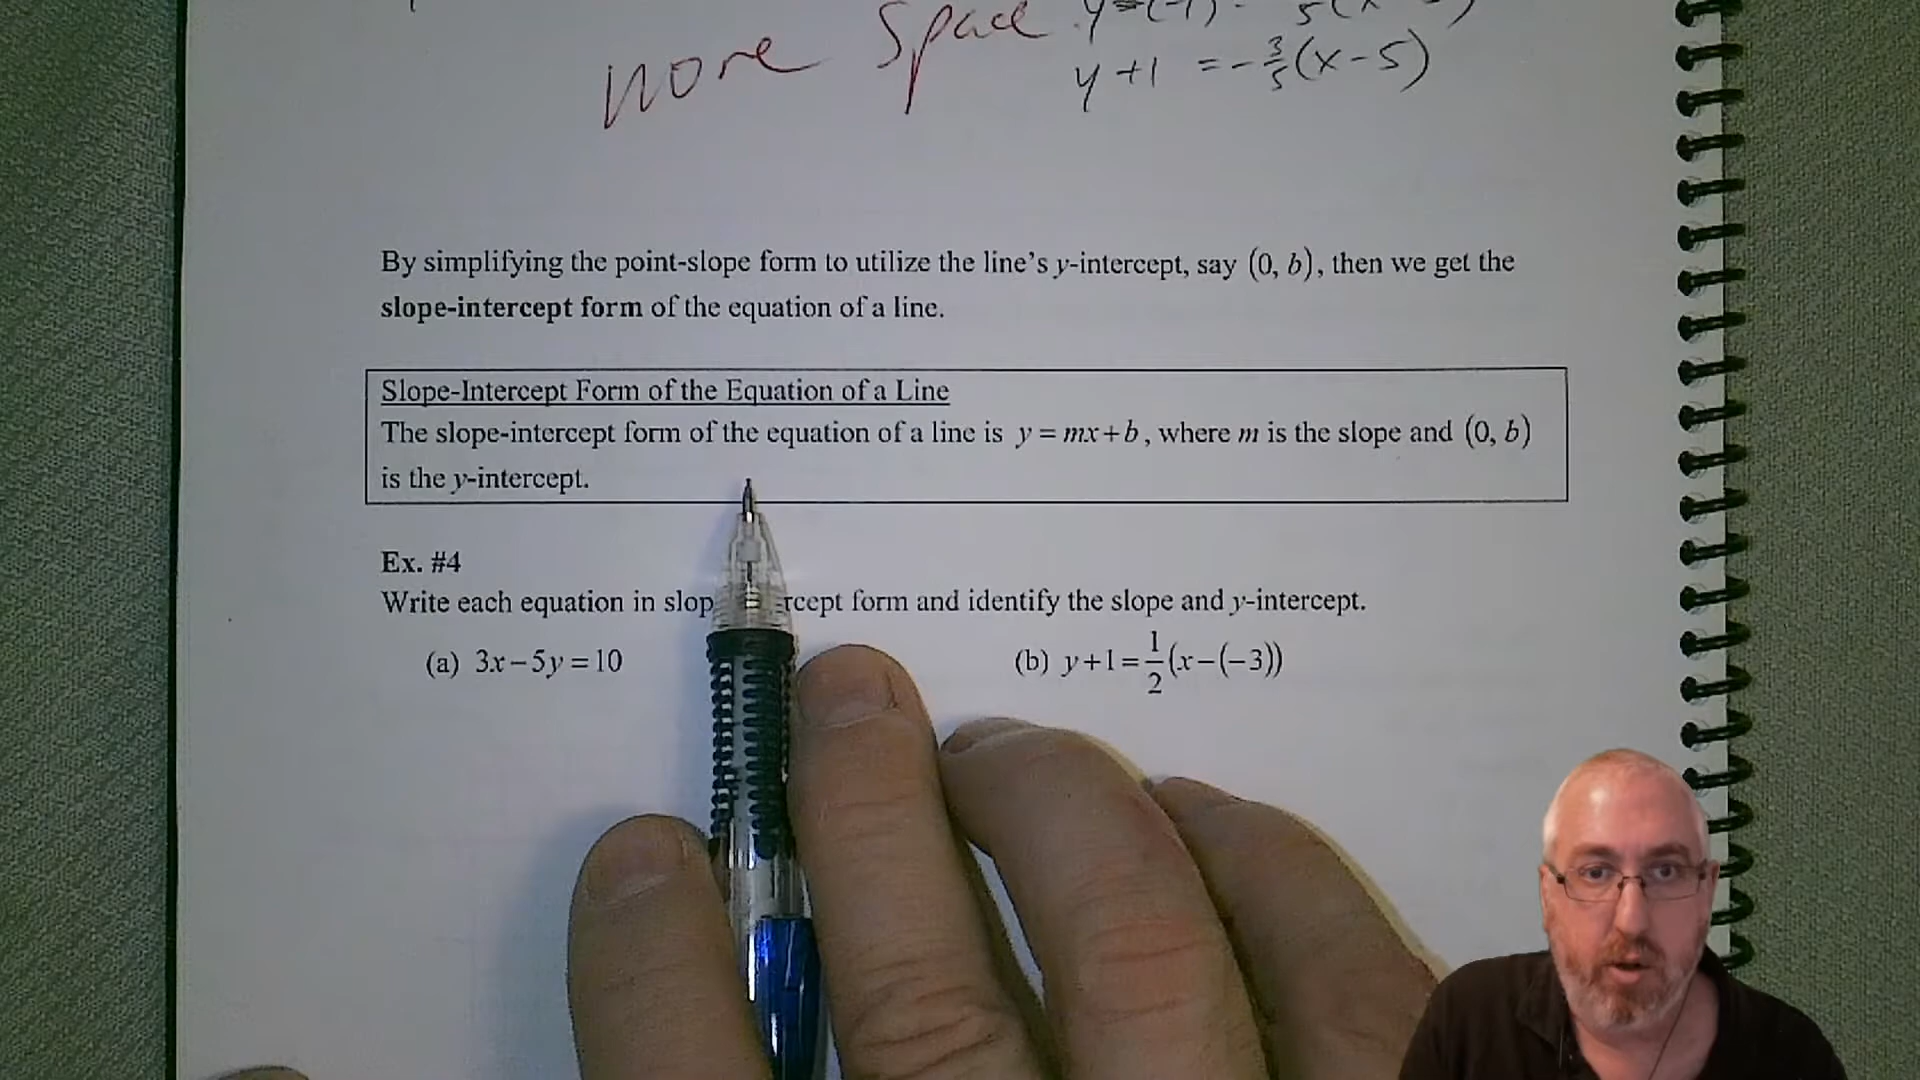 more space
y + 1 = -3/5(x - 5)
By simplifying the point-slope form to utilize the line's y-intercept, say (0, b), then we get the
slope-intercept form of the equation of a line.
Slope-Intercept Form of the Equation of a Line
The slope-intercept form of the equation of a line is y = mx + b, where m is the slope and (0, b)
is the y-intercept.
Ex. #4
Write each equation in slop rcept form and identify the slope and y-intercept.
(a) 3x - 5y = 10
(b) y + 1 = 1/2(x - (-3))